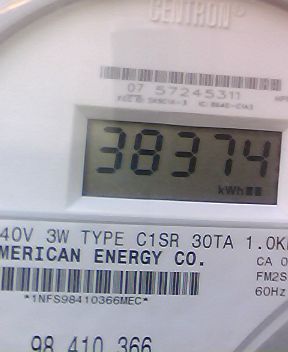 CENTRON®
07 57245311
38374
kWh
40V 3W TYPE C1SR 30TA 1.0K
MERICAN ENERGY CO.
CA 0
FM2S
60Hz
*1NFS98410366MEC*
98 410 366